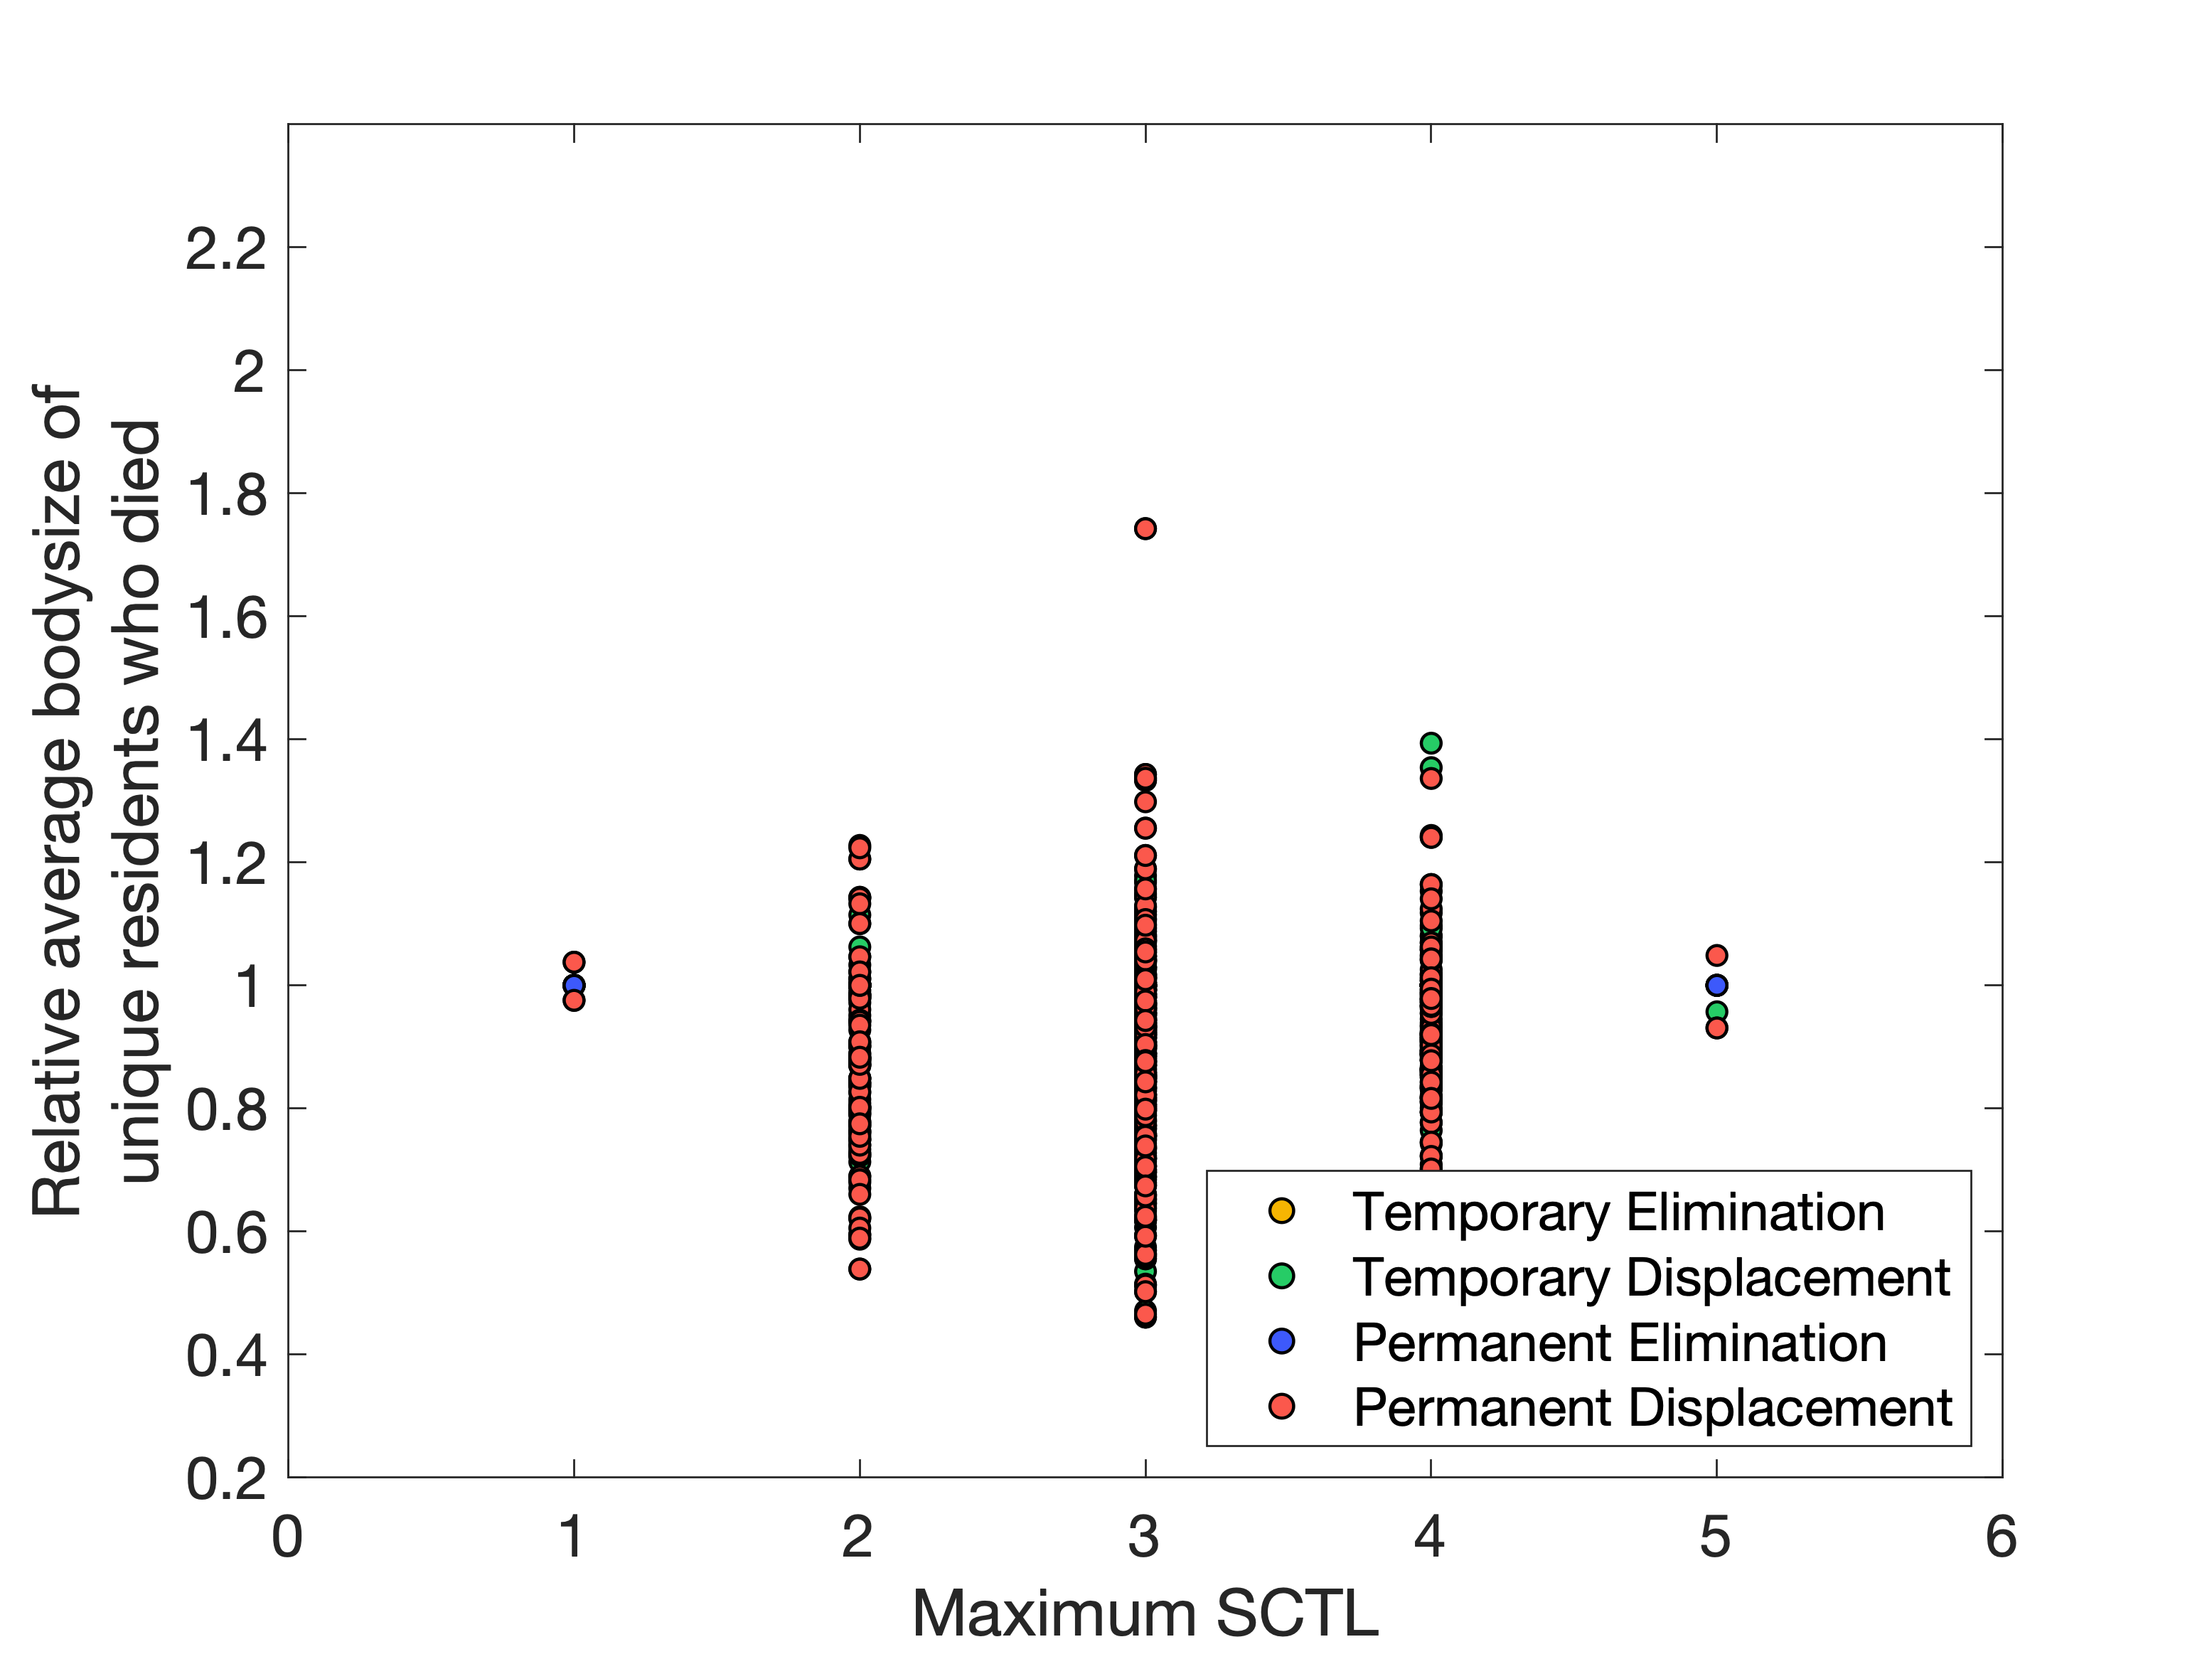 Relative average bodysize of
unique residents who died
2.2
2
1.8
1.6
1.4
1.2
1
0.8
0.6
0.4
0.2
0 1 2 3 4 5 6
Maximum SCTL
Temporary Elimination
Temporary Displacement
Permanent Elimination
Permanent Displacement